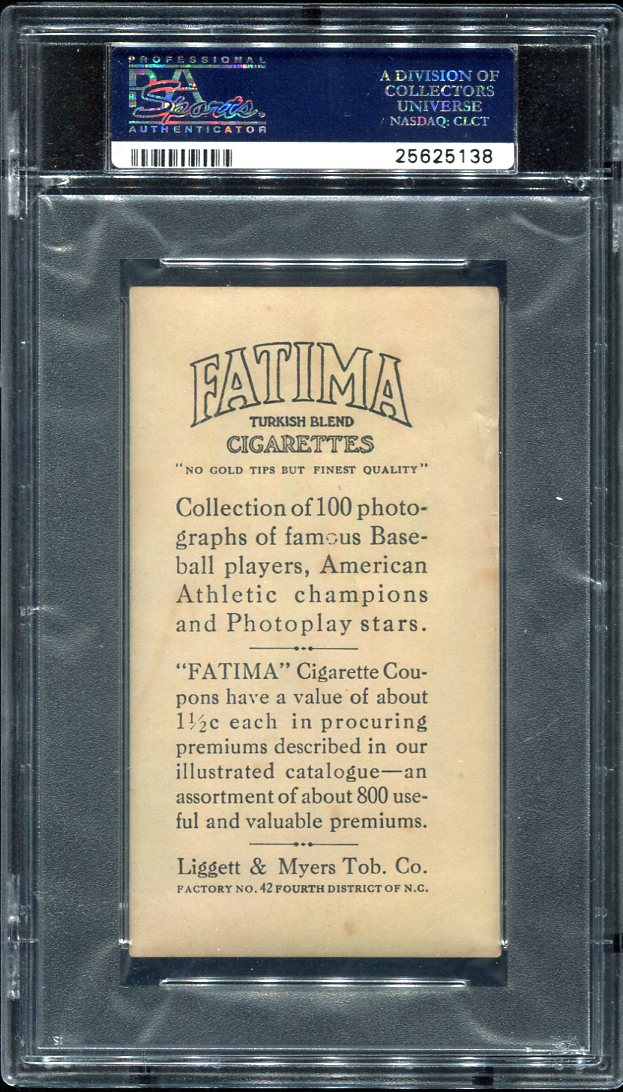 PROFESSIONAL
PSA
Sports
AUTHENTICATOR
A DIVISION OF
COLLECTORS
UNIVERSE
NASDAQ: CLCT
25625138
FATIMA
TURKISH BLEND
CIGARETTES
"NO GOLD TIPS BUT FINEST QUALITY"
Collection of 100 photo-
graphs of famous Base-
ball players, American
Athletic champions
and Photoplay stars.
"FATIMA" Cigarette Cou-
pons have a value of about
1½c each in procuring
premiums described in our
illustrated catalogue—an
assortment of about 800 use-
ful and valuable premiums.
Liggett & Myers Tob. Co.
FACTORY NO. 42 FOURTH DISTRICT OF N.C.